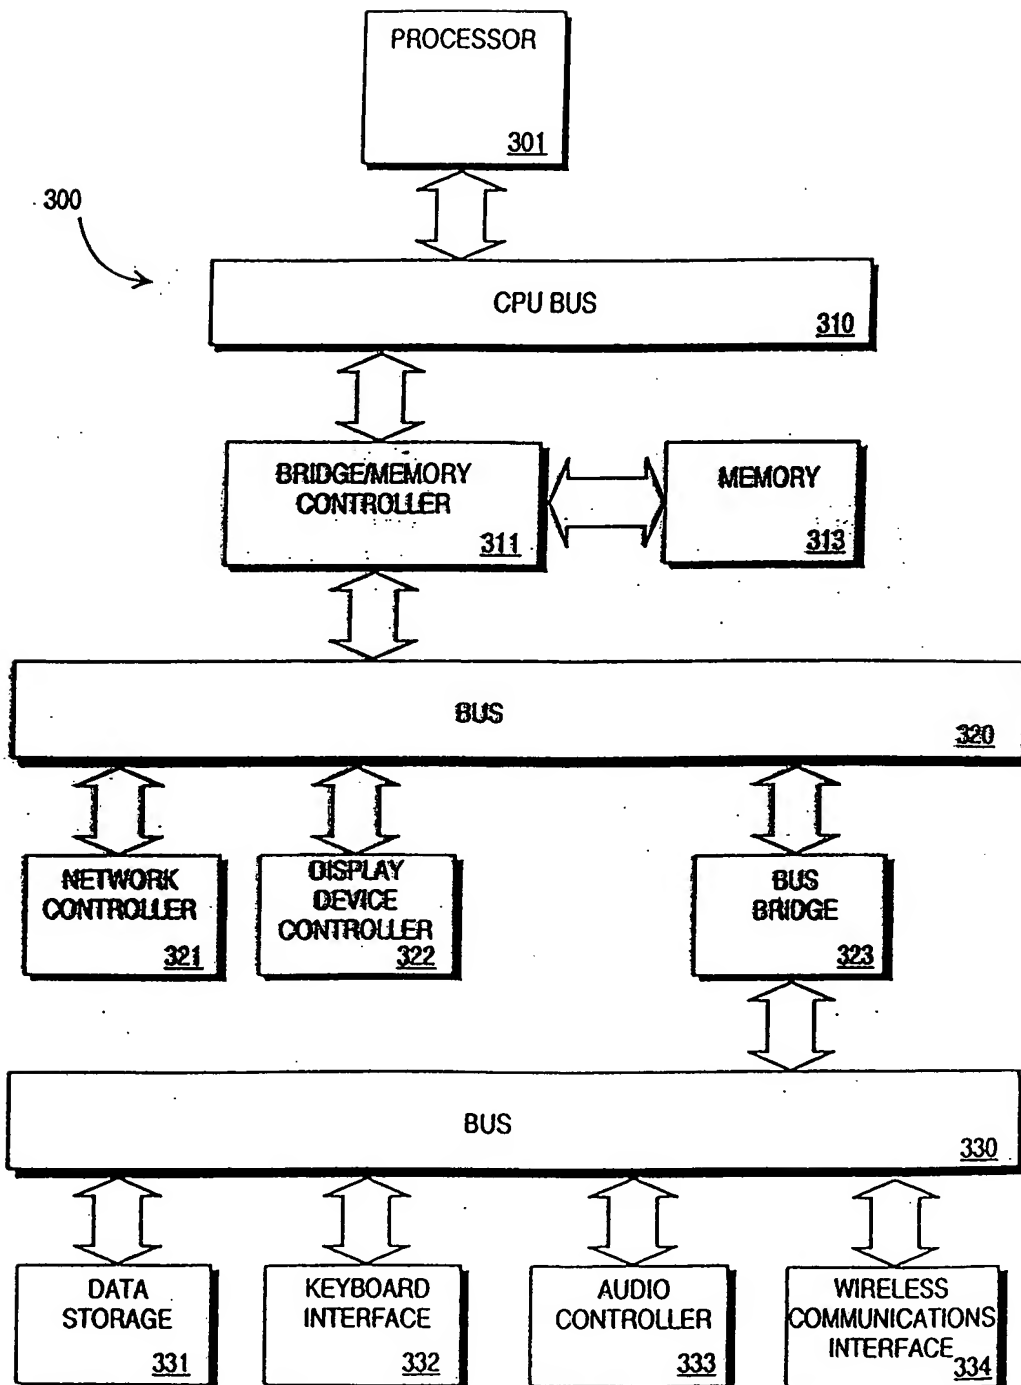 PROCESSOR
301
300
CPU BUS
310
BRIDGE/MEMORY
CONTROLLER
311
MEMORY
313
BUS
320
NETWORK
CONTROLLER
321
DISPLAY
DEVICE
CONTROLLER
322
BUS
BRIDGE
323
BUS
330
DATA
STORAGE
331
KEYBOARD
INTERFACE
332
AUDIO
CONTROLLER
333
WIRELESS
COMMUNICATIONS
INTERFACE
334